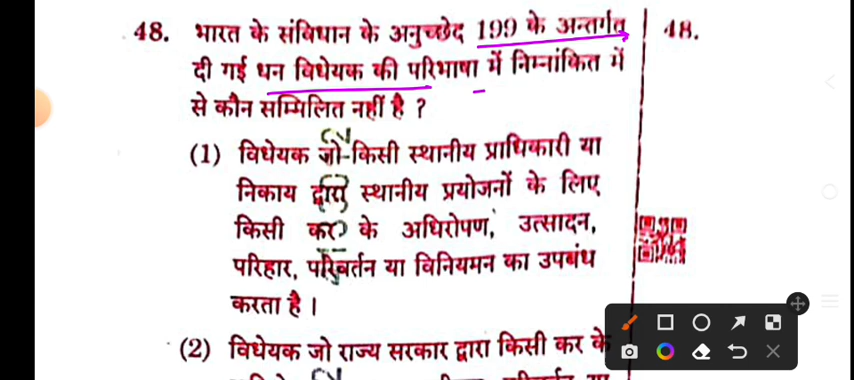 48. भारत के संविधान के अनुच्छेद 199 के अन्तर्गत
48.
दी गई धन विधेयक की परिभाषा में निम्नांकित में
से कौन सम्मिलित नहीं है ?
(1) विधेयक जो किसी स्थानीय प्राधिकारी या
निकाय द्वारा स्थानीय प्रयोजनों के लिए
किसी कर के अधिरोपण, उत्सादन,
परिहार, परिवर्तन या विनियमन का उपबंध
करता है ।
(2) विधेयक जो राज्य सरकार द्वारा किसी कर के